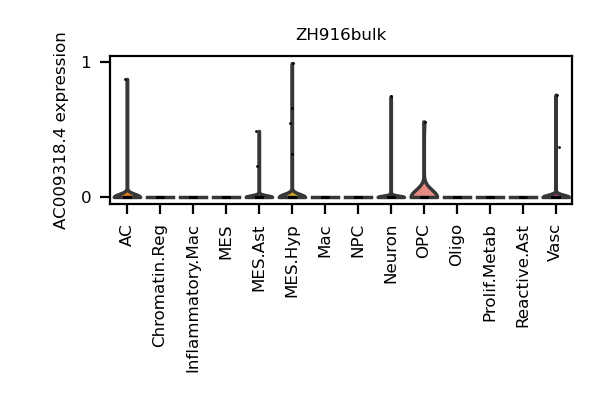 ZH916bulk
AC009318.4 expression
1
0
AC
Chromatin.Reg
Inflammatory.Mac
MES
MES.Ast
MES.Hyp
Mac
NPC
Neuron
OPC
Oligo
Prolif.Metab
Reactive.Ast
Vasc